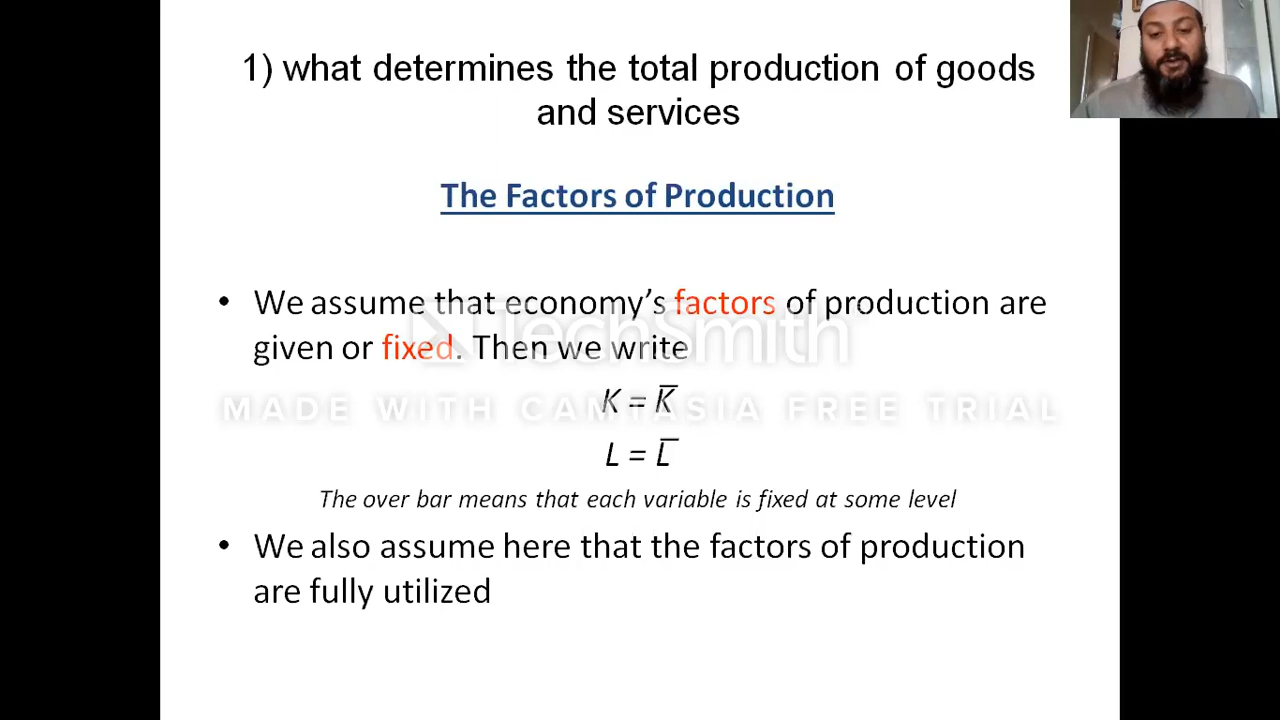 1) what determines the total production of goods
and services
The Factors of Production
• We assume that economy’s factors of production are
given or fixed. Then we write
TechSmith
K = K̅
MADE WITH CAMTASIA FREE TRIAL
L = L̅
The over bar means that each variable is fixed at some level
• We also assume here that the factors of production
are fully utilized